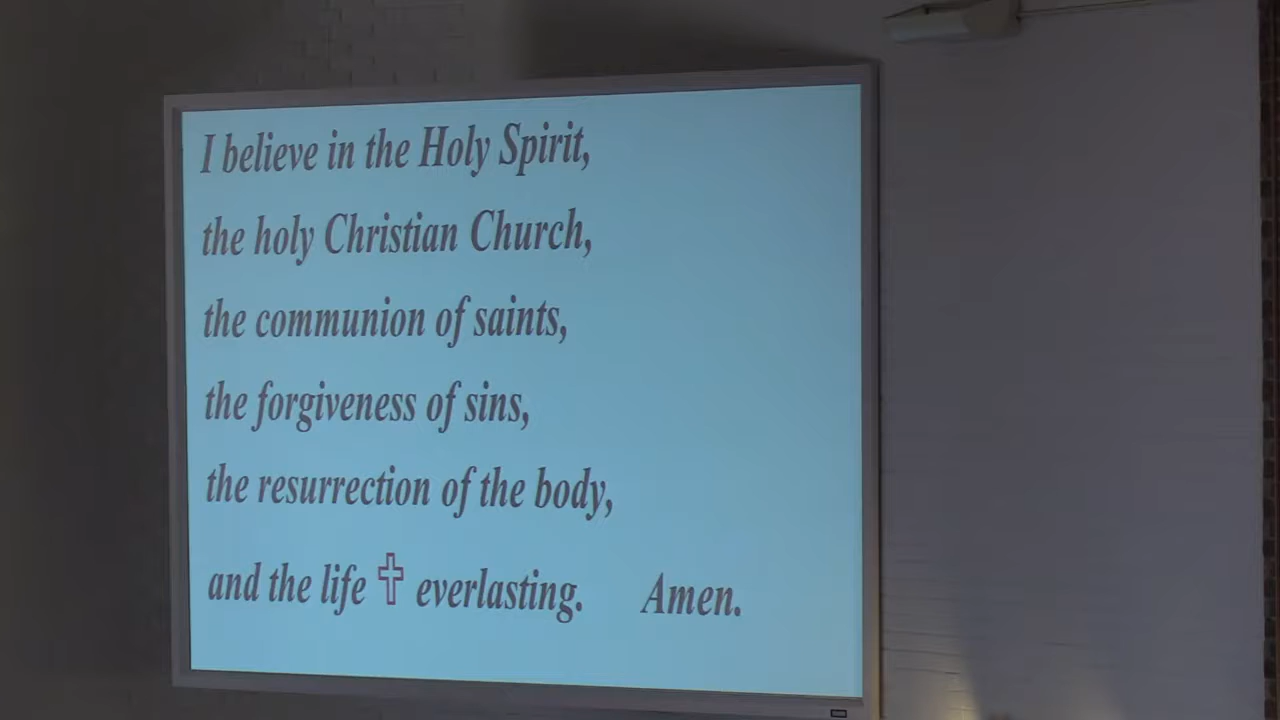 I believe in the Holy Spirit,
the holy Christian Church,
the communion of saints,
the forgiveness of sins,
the resurrection of the body,
and the life ✝ everlasting. Amen.